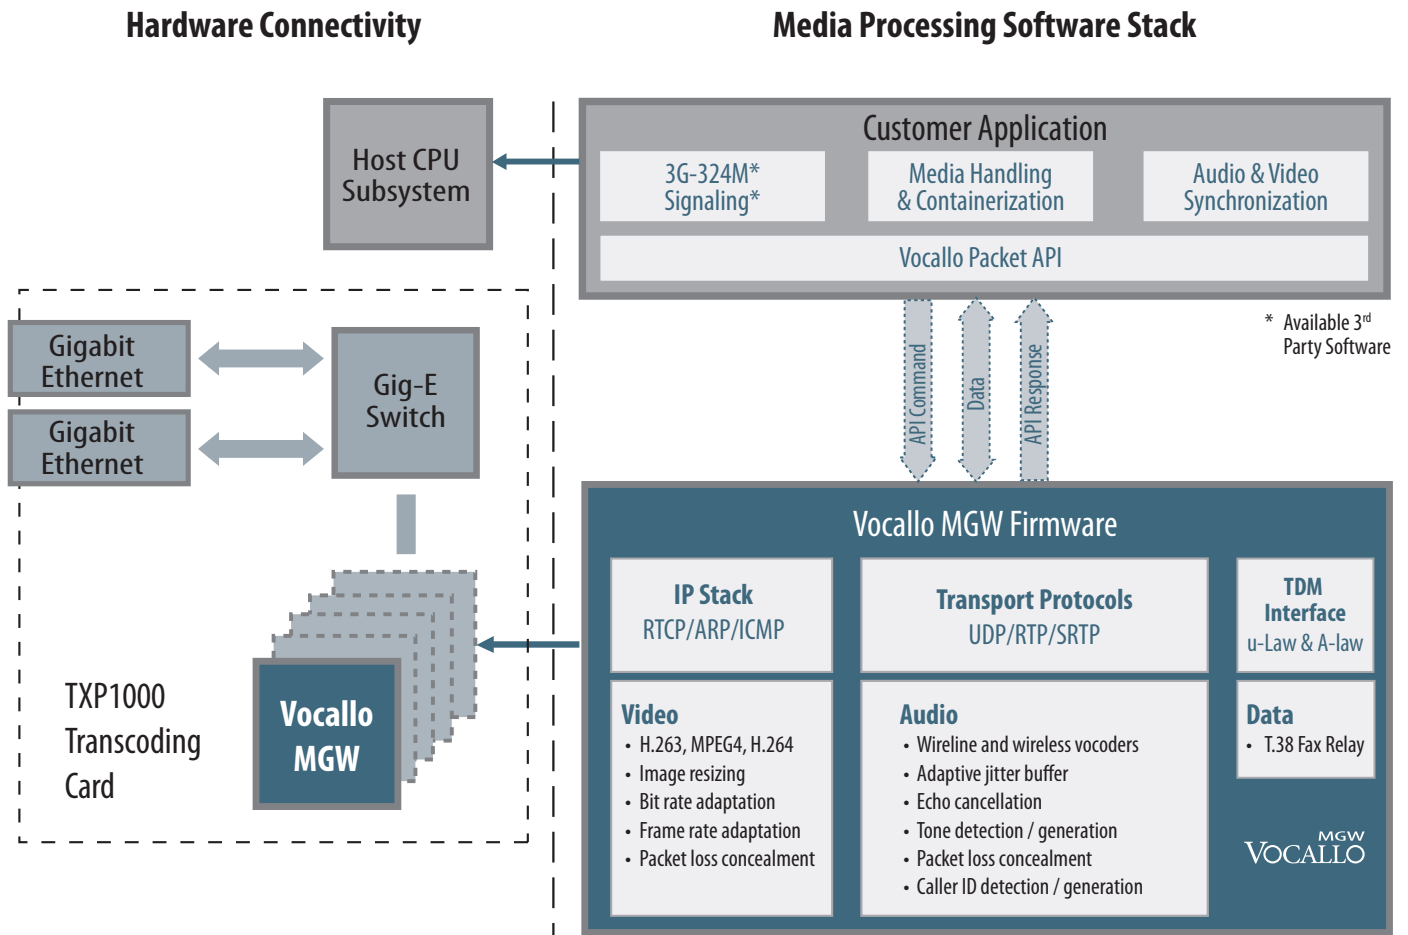 Hardware Connectivity
Media Processing Software Stack
Host CPU
Subsystem
Customer Application
3G-324M*
Signaling*
Media Handling
& Containerization
Audio & Video
Synchronization
Vocallo Packet API
* Available 3rd
Party Software
Gigabit
Ethernet
Gigabit
Ethernet
Gig-E
Switch
API Command
Data
API Response
TXP1000
Transcoding
Card
Vocallo
MGW
Vocallo MGW Firmware
IP Stack
RTCP/ARP/ICMP
Transport Protocols
UDP/RTP/SRTP
TDM
Interface
u-Law & A-law
Video
• H.263, MPEG4, H.264
• Image resizing
• Bit rate adaptation
• Frame rate adaptation
• Packet loss concealment
Audio
• Wireline and wireless vocoders
• Adaptive jitter buffer
• Echo cancellation
• Tone detection / generation
• Packet loss concealment
• Caller ID detection / generation
Data
• T.38 Fax Relay
MGW
VOCALLO